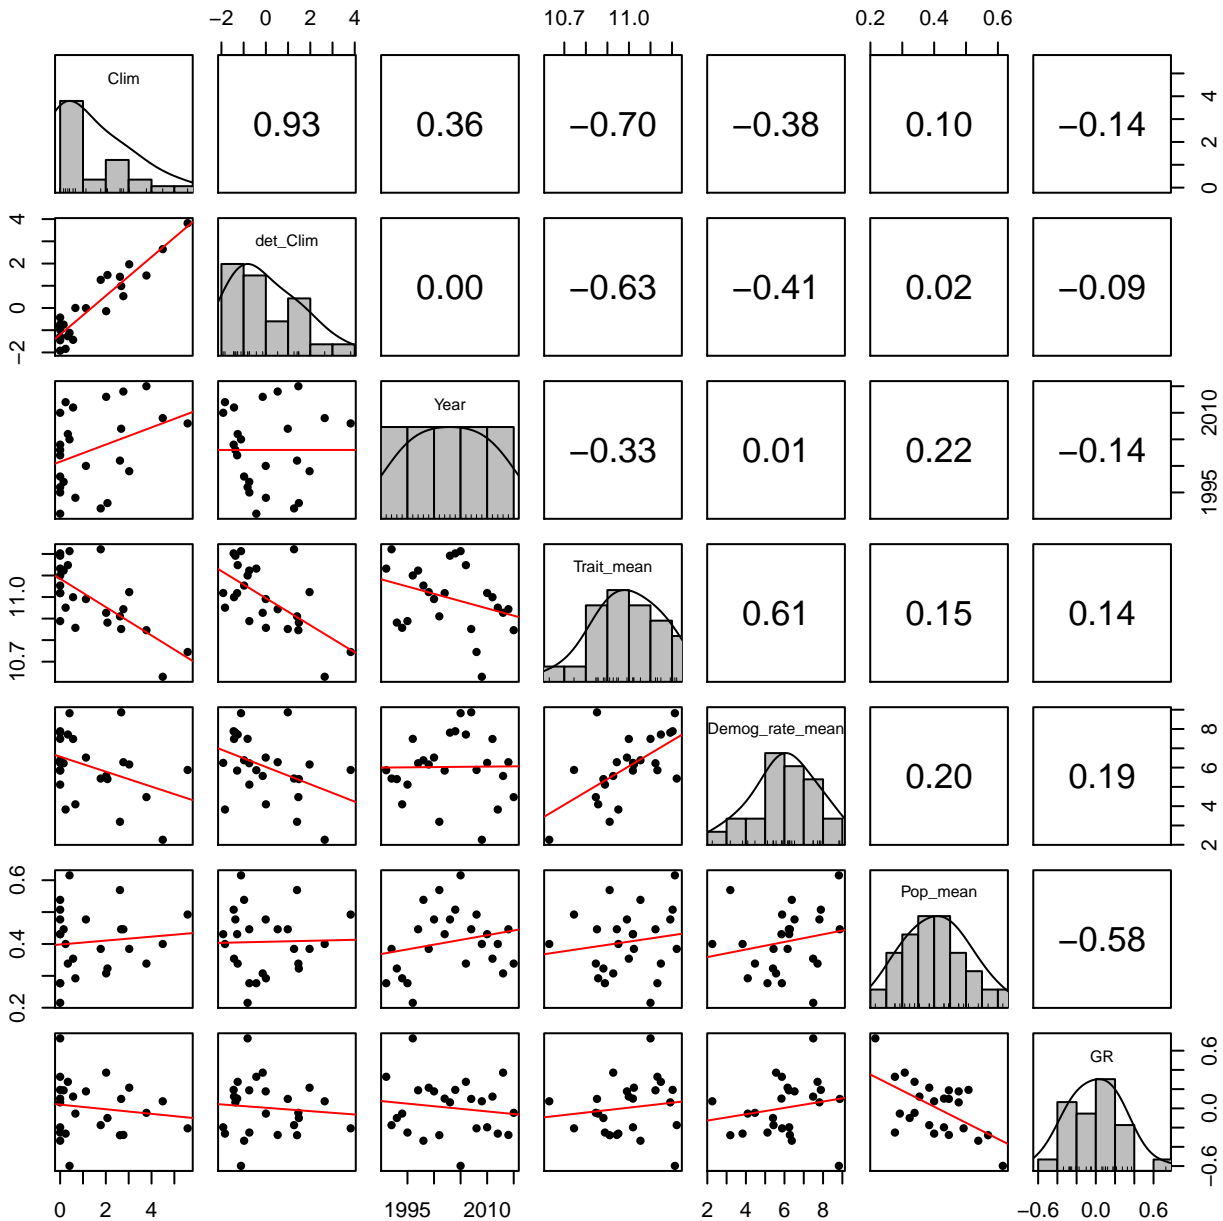 −2 0 2 4 10.7 11.0 0.2 0.4 0.6
Clim
0.93 0.36 −0.70 −0.38 0.10 −0.14
0 2 4
det_Clim
−2 0 2 4
0.00 −0.63 −0.41 0.02 −0.09
Year
−0.33 0.01 0.22 −0.14
1995 2010
Trait_mean
10.7 11.0
0.61 0.15 0.14
Demog_rate_mean
0.20 0.19
2 4 6 8
Pop_mean
0.2 0.4 0.6
−0.58
GR
−0.6 0.0 0.6
0 2 4 1995 2010 2 4 6 8 −0.6 0.0 0.6